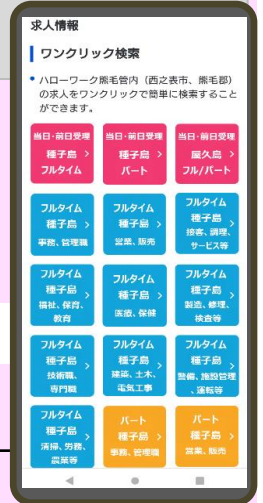 求人情報
ワンクリック検索
• ハローワーク熊毛管内（西之表市、熊毛郡）
の求人をワンクリックで簡単に検索すること
ができます。
当日・前日受理
種子島
フルタイム
当日・前日受理
種子島
パート
当日・前日受理
屋久島
フル/パート
フルタイム
種子島
事務、管理職
フルタイム
種子島
営業、販売
フルタイム
種子島
接客、調理、
サービス等
フルタイム
種子島
福祉、保育、
教育
フルタイム
種子島
医療、保健
フルタイム
種子島
製造、修理、
検査等
フルタイム
種子島
技術職、
専門職
フルタイム
種子島
建築、土木、
電気工事
フルタイム
種子島
整備、施設管理
、運転等
フルタイム
種子島
清掃、労務、
農業等
パート
種子島
事務、管理職
パート
種子島
営業、販売